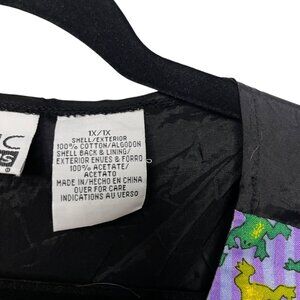 IC
1X/1X
SHELL/EXTERIOR
100% COTTON/ALGODON
SHELL BACK & LINING/
EXTERIOR ENVES & FORRO
100% ACETATE/
ACETATO
MADE IN/HECHO EN CHINA
OVER FOR CARE
INDICATIONS AU VERSO